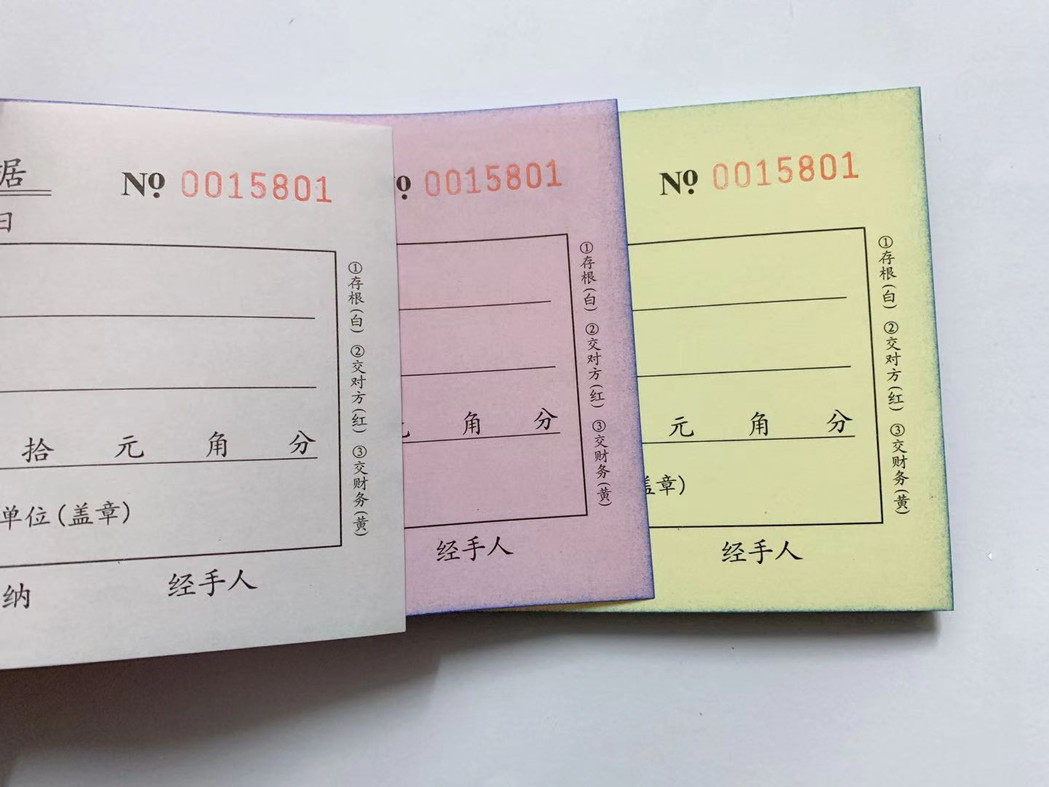 据
№ 0015801
日
拾 元 角 分
单位(盖章)
纳 经手人
①存根(白) ②交对方(红) ③交财务(黄)
№ 0015801
角 分
经手人
①存根(白) ②交对方(红) ③交财务(黄)
№ 0015801
元 角 分
盖章)
经手人
①存根(白) ②交对方(红) ③交财务(黄)